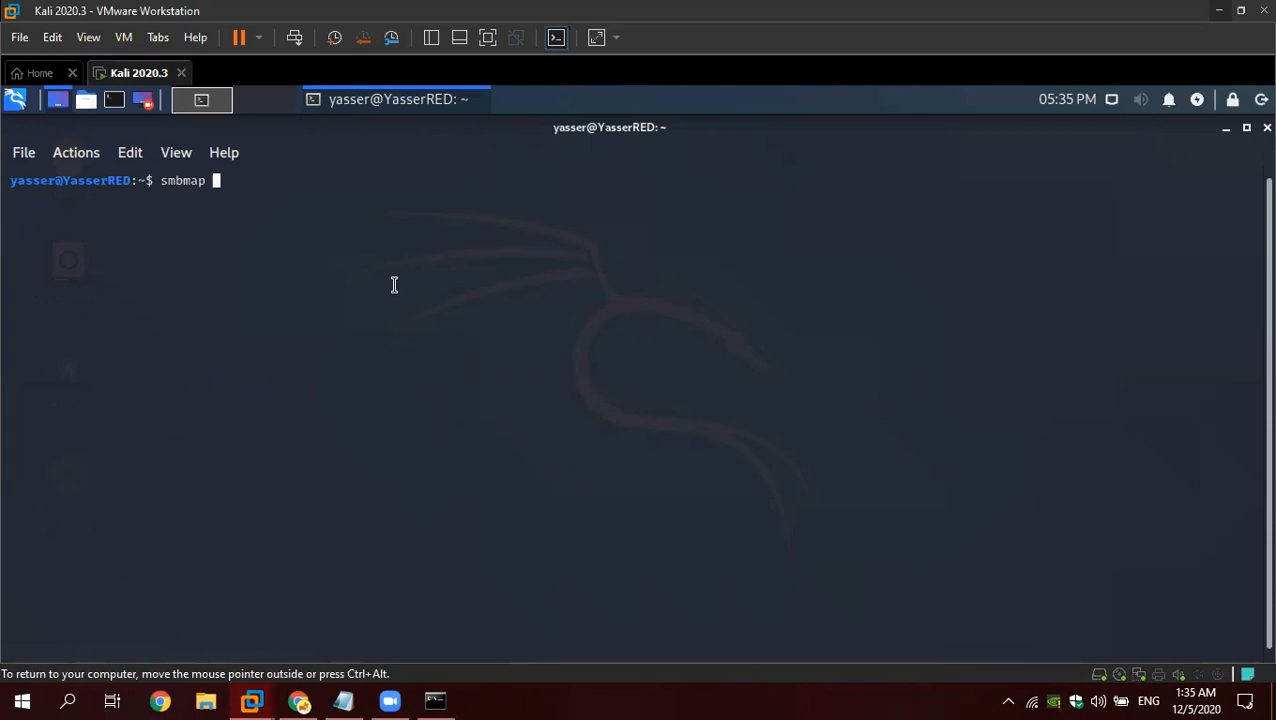 Kali 2020.3 - VMware Workstation
File Edit View VM Tabs Help
Home Kali 2020.3
yasser@YasserRED: ~ 05:35 PM
yasser@YasserRED: ~
File Actions Edit View Help
yasser@YasserRED:~$ smbmap
To return to your computer, move the mouse pointer outside or press Ctrl+Alt.
ENG 1:35 AM
12/5/2020